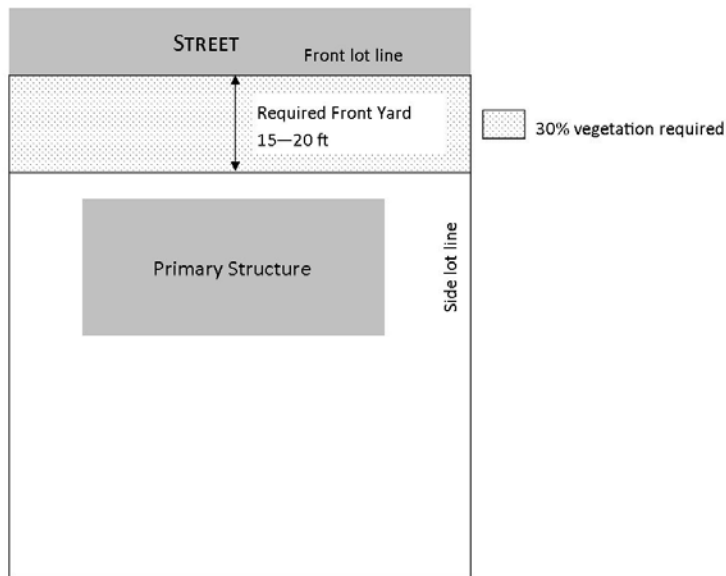 STREET
Front lot line
Required Front Yard
15—20 ft
30% vegetation required
Side lot line
Primary Structure